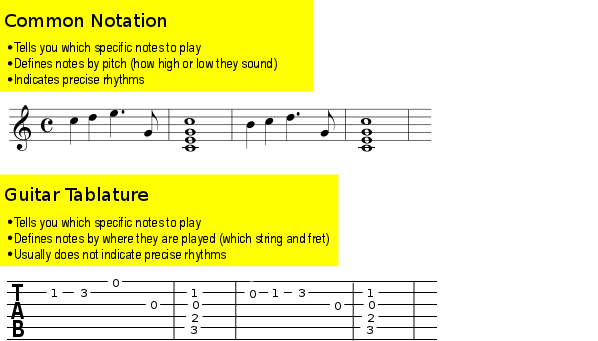 Common Notation
•Tells you which specific notes to play
•Defines notes by pitch (how high or low they sound)
•Indicates precise rhythms
Guitar Tablature
•Tells you which specific notes to play
•Defines notes by where they are played (which string and fret)
•Usually does not indicate precise rhythms
0
T 1 3 1 0 1 3 1
A 0 0 0 0
B 2 2
3 3